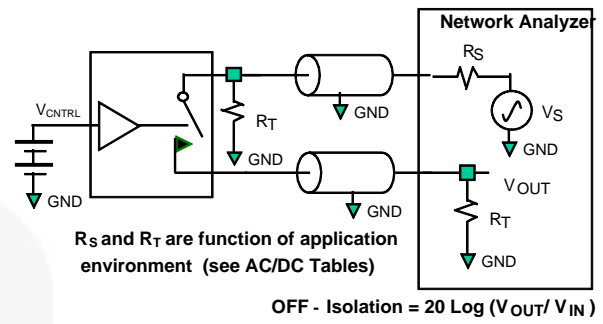 Network Analyzer
RS
VCNTRL
RT
GND
VS
GND
GND
GND
VOUT
GND
GND
RT
GND
RS and RT are function of application
environment (see AC/DC Tables)
OFF - Isolation = 20 Log (VOUT/ VIN )